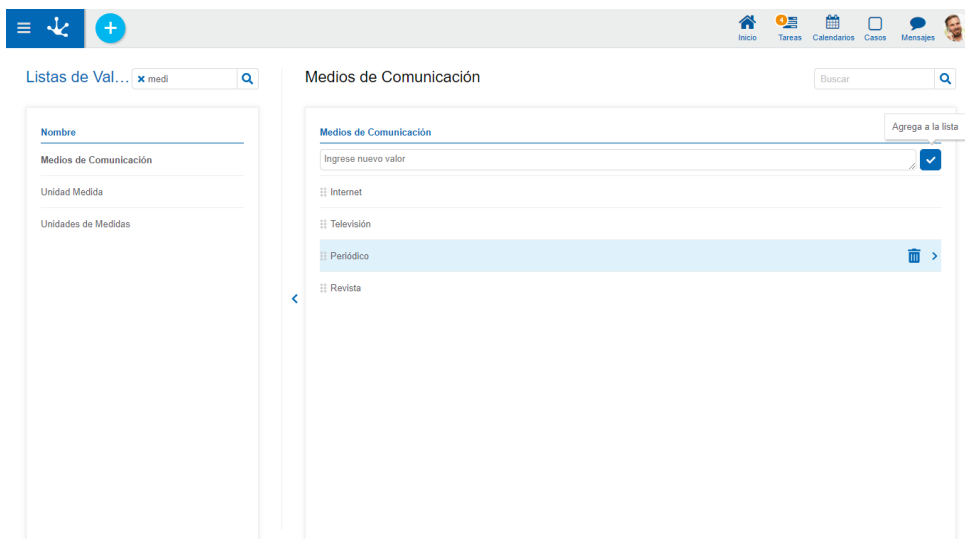 4
Inicio
Tareas
Calendarios
Casos
Mensajes
Listas de Val...
medi
Medios de Comunicación
Buscar
Nombre
Medios de Comunicación
Unidad Medida
Unidades de Medidas
Medios de Comunicación
Agrega a la lista
Ingrese nuevo valor
Internet
Televisión
Periódico
Revista